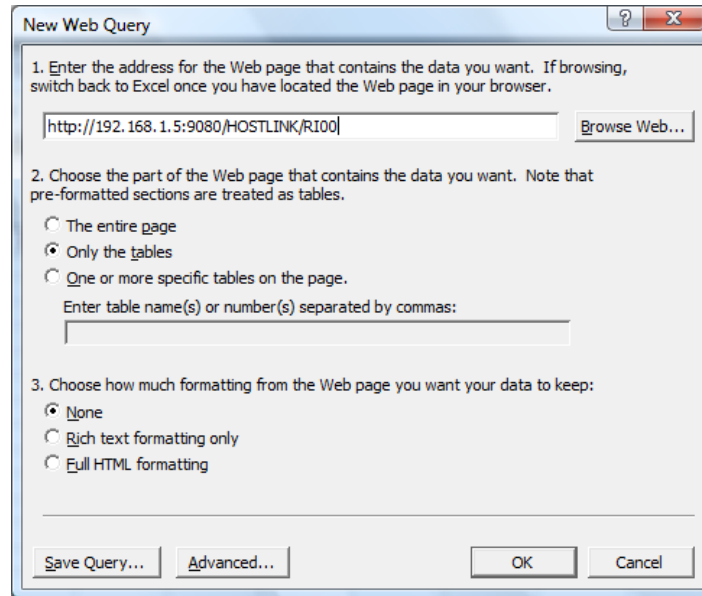 New Web Query
1. Enter the address for the Web page that contains the data you want. If browsing,
switch back to Excel once you have located the Web page in your browser.
http://192.168.1.5:9080/HOSTLINK/RI00
Browse Web...
2. Choose the part of the Web page that contains the data you want. Note that
pre-formatted sections are treated as tables.
The entire page
Only the tables
One or more specific tables on the page.
Enter table name(s) or number(s) separated by commas:
3. Choose how much formatting from the Web page you want your data to keep:
None
Rich text formatting only
Full HTML formatting
Save Query...
Advanced...
OK
Cancel